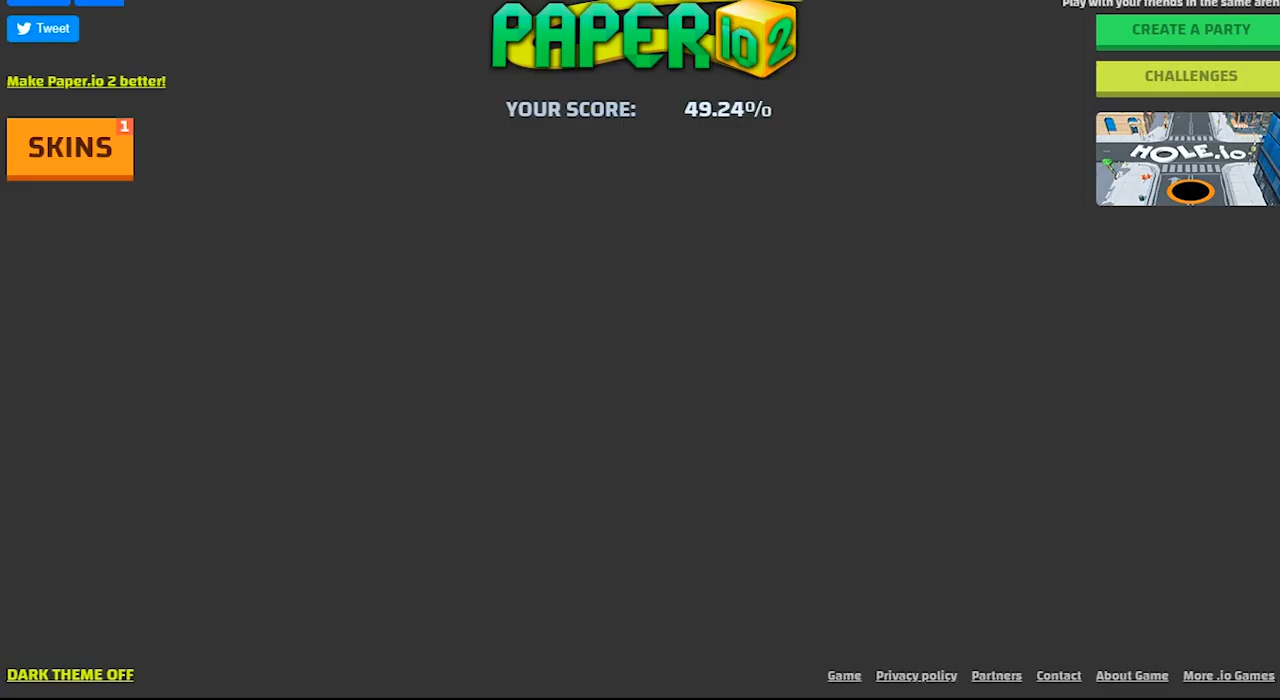 Play with your friends in the same aren
Tweet
PAPER io 2
CREATE A PARTY
Make Paper.io 2 better!
CHALLENGES
YOUR SCORE: 49.24%
SKINS 1
HOLE.io
DARK THEME OFF
Game Privacy policy Partners Contact About Game More .io Games